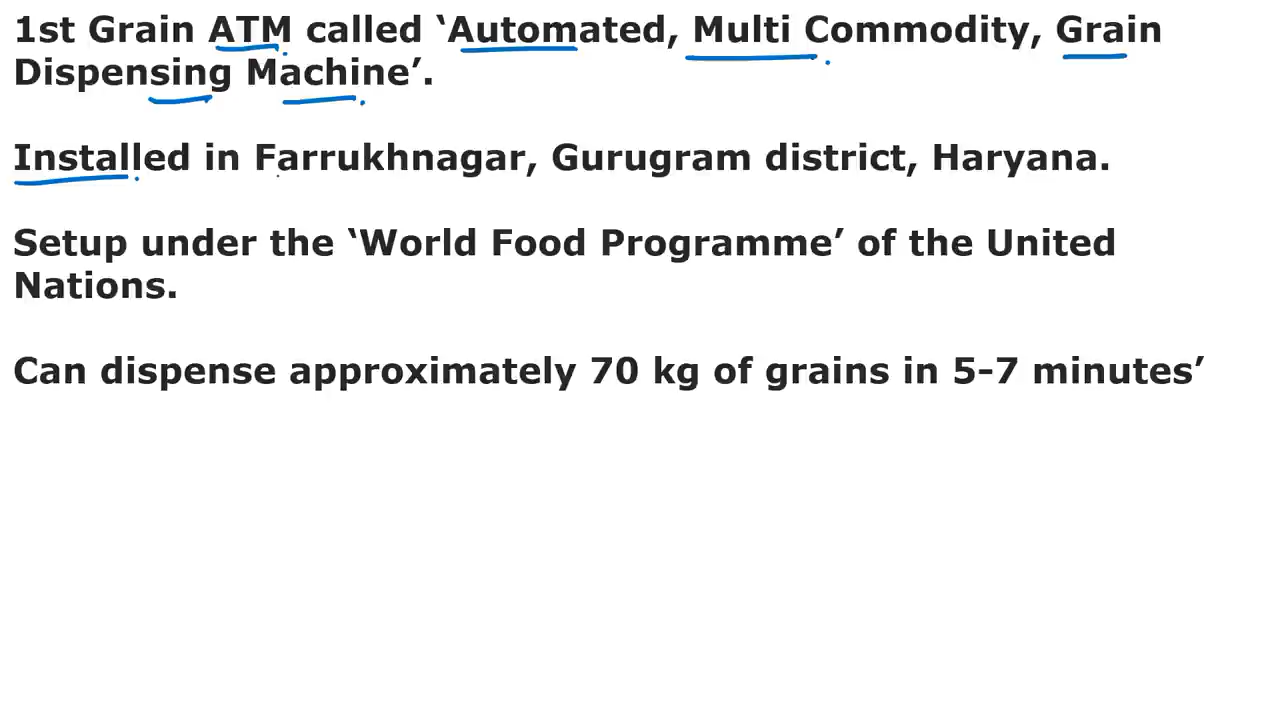 1st Grain ATM called ‘Automated, Multi Commodity, Grain
Dispensing Machine’.
Installed in Farrukhnagar, Gurugram district, Haryana.
Setup under the ‘World Food Programme’ of the United
Nations.
Can dispense approximately 70 kg of grains in 5-7 minutes’